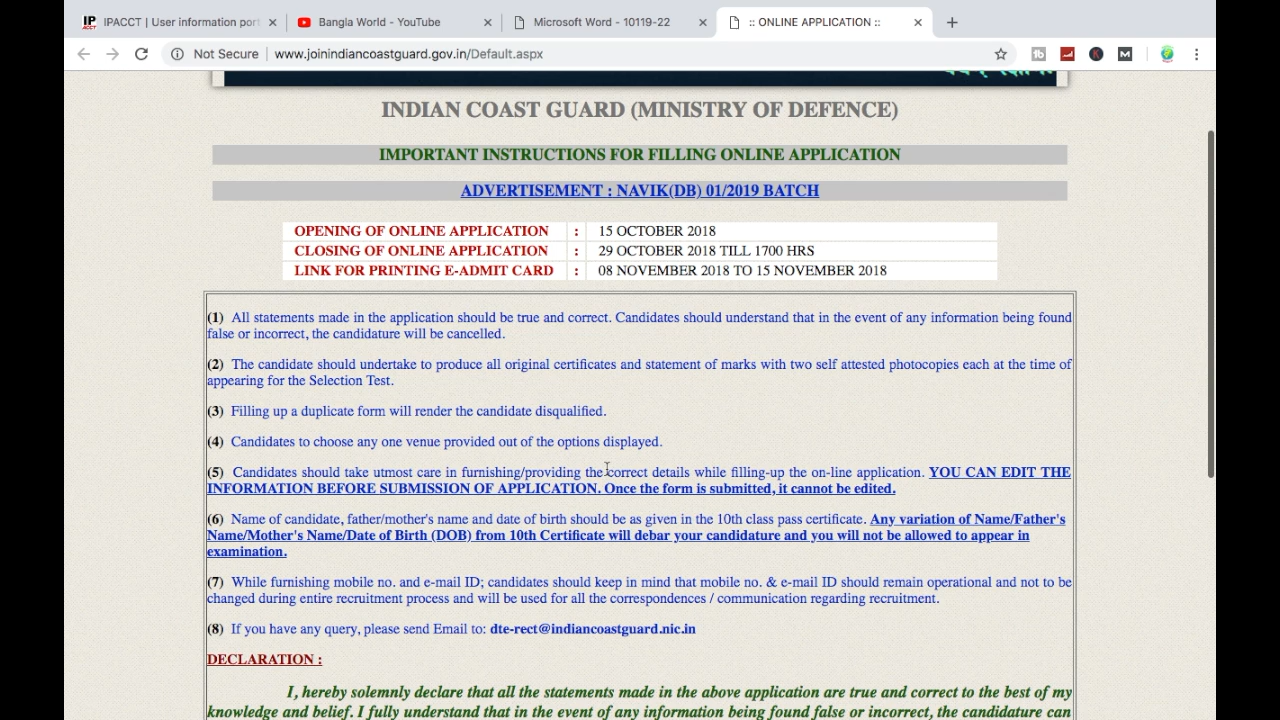 IPACCT | User information port
Bangla World - YouTube
Microsoft Word - 10119-22
:: ONLINE APPLICATION ::
Not Secure
www.joinindiancoastguard.gov.in/Default.aspx
INDIAN COAST GUARD (MINISTRY OF DEFENCE)
IMPORTANT INSTRUCTIONS FOR FILLING ONLINE APPLICATION
ADVERTISEMENT : NAVIK(DB) 01/2019 BATCH
OPENING OF ONLINE APPLICATION : 15 OCTOBER 2018
CLOSING OF ONLINE APPLICATION : 29 OCTOBER 2018 TILL 1700 HRS
LINK FOR PRINTING E-ADMIT CARD : 08 NOVEMBER 2018 TO 15 NOVEMBER 2018
(1) All statements made in the application should be true and correct. Candidates should understand that in the event of any information being found
false or incorrect, the candidature will be cancelled.
(2) The candidate should undertake to produce all original certificates and statement of marks with two self attested photocopies each at the time of
appearing for the Selection Test.
(3) Filling up a duplicate form will render the candidate disqualified.
(4) Candidates to choose any one venue provided out of the options displayed.
(5) Candidates should take utmost care in furnishing/providing the correct details while filling-up the on-line application. YOU CAN EDIT THE
INFORMATION BEFORE SUBMISSION OF APPLICATION. Once the form is submitted, it cannot be edited.
(6) Name of candidate, father/mother's name and date of birth should be as given in the 10th class pass certificate. Any variation of Name/Father's
Name/Mother's Name/Date of Birth (DOB) from 10th Certificate will debar your candidature and you will not be allowed to appear in
examination.
(7) While furnishing mobile no. and e-mail ID; candidates should keep in mind that mobile no. & e-mail ID should remain operational and not to be
changed during entire recruitment process and will be used for all the correspondences / communication regarding recruitment.
(8) If you have any query, please send Email to: dte-rect@indiancoastguard.nic.in
DECLARATION :
I, hereby solemnly declare that all the statements made in the above application are true and correct to the best of my
knowledge and belief. I fully understand that in the event of any information being found false or incorrect, the candidature can